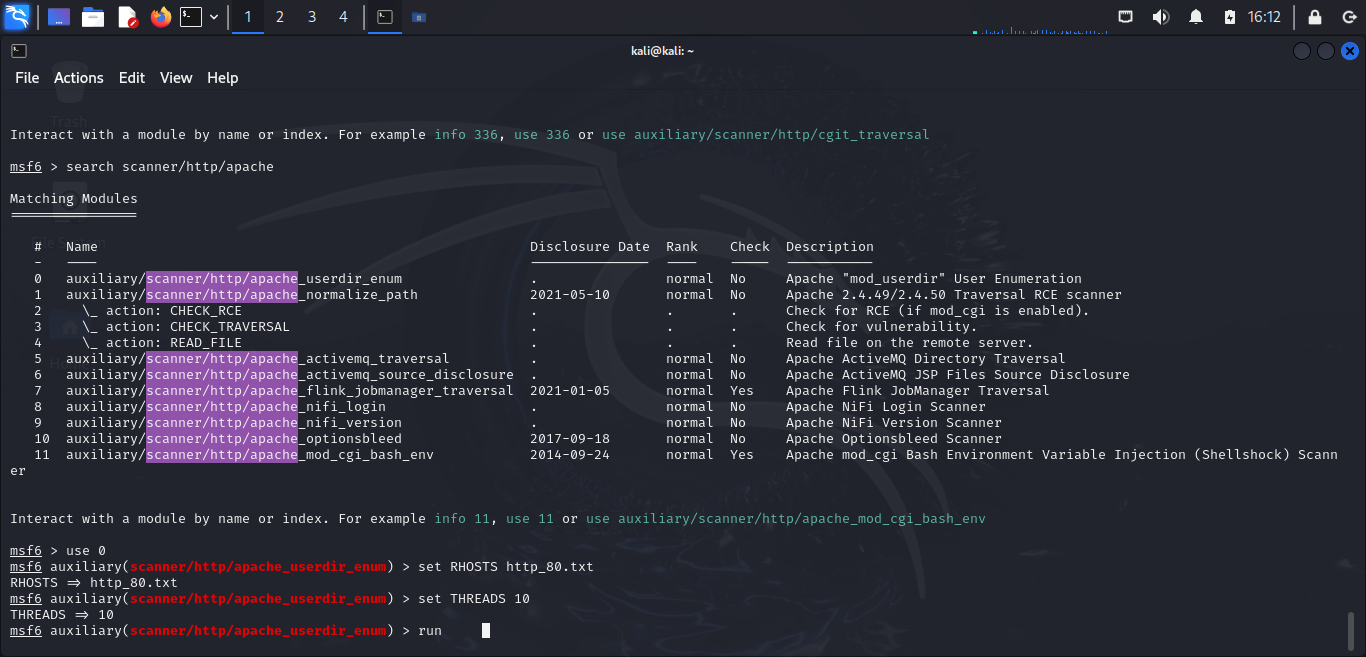 1 2 3 4 16:12
kali@kali: ~
File Actions Edit View Help
Trash
Interact with a module by name or index. For example info 336, use 336 or use auxiliary/scanner/http/cgit_traversal
msf6 > search scanner/http/apache
Matching Modules
================
# Name Disclosure Date Rank Check Description
- ---- --------------- ---- ----- -----------
0 auxiliary/scanner/http/apache_userdir_enum . normal No Apache "mod_userdir" User Enumeration
1 auxiliary/scanner/http/apache_normalize_path 2021-05-10 normal No Apache 2.4.49/2.4.50 Traversal RCE scanner
2 \_ action: CHECK_RCE . . . Check for RCE (if mod_cgi is enabled).
3 \_ action: CHECK_TRAVERSAL . . . Check for vulnerability.
4 \_ action: READ_FILE . . . Read file on the remote server.
5 auxiliary/scanner/http/apache_activemq_traversal . normal No Apache ActiveMQ Directory Traversal
6 auxiliary/scanner/http/apache_activemq_source_disclosure . normal No Apache ActiveMQ JSP Files Source Disclosure
7 auxiliary/scanner/http/apache_flink_jobmanager_traversal 2021-01-05 normal Yes Apache Flink JobManager Traversal
8 auxiliary/scanner/http/apache_nifi_login . normal No Apache NiFi Login Scanner
9 auxiliary/scanner/http/apache_nifi_version . normal No Apache NiFi Version Scanner
10 auxiliary/scanner/http/apache_optionsbleed 2017-09-18 normal No Apache Optionsbleed Scanner
11 auxiliary/scanner/http/apache_mod_cgi_bash_env 2014-09-24 normal Yes Apache mod_cgi Bash Environment Variable Injection (Shellshock) Scann
er
Interact with a module by name or index. For example info 11, use 11 or use auxiliary/scanner/http/apache_mod_cgi_bash_env
msf6 > use 0
msf6 auxiliary(scanner/http/apache_userdir_enum) > set RHOSTS http_80.txt
RHOSTS => http_80.txt
msf6 auxiliary(scanner/http/apache_userdir_enum) > set THREADS 10
THREADS => 10
msf6 auxiliary(scanner/http/apache_userdir_enum) > run